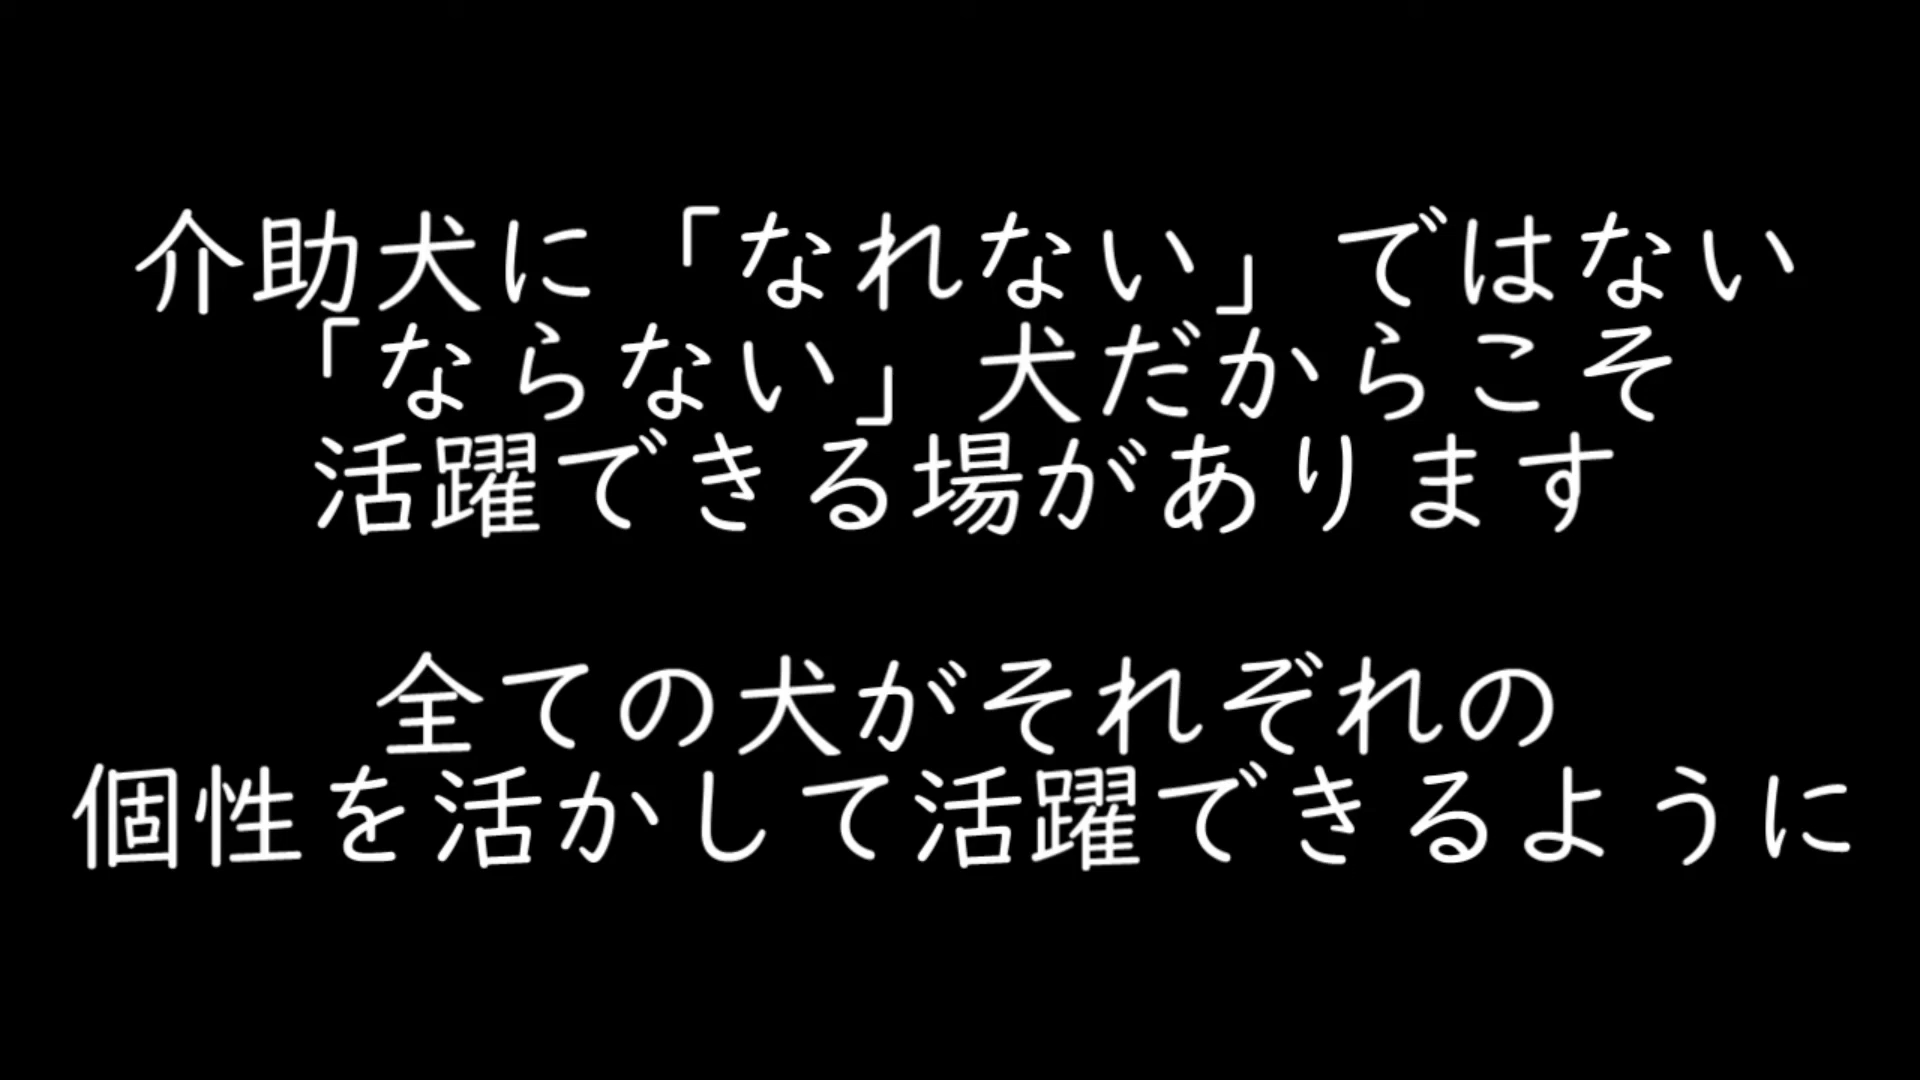 介助犬に「なれない」ではない
「ならない」犬だからこそ
活躍できる場があります
全ての犬がそれぞれの
個性を活かして活躍できるように